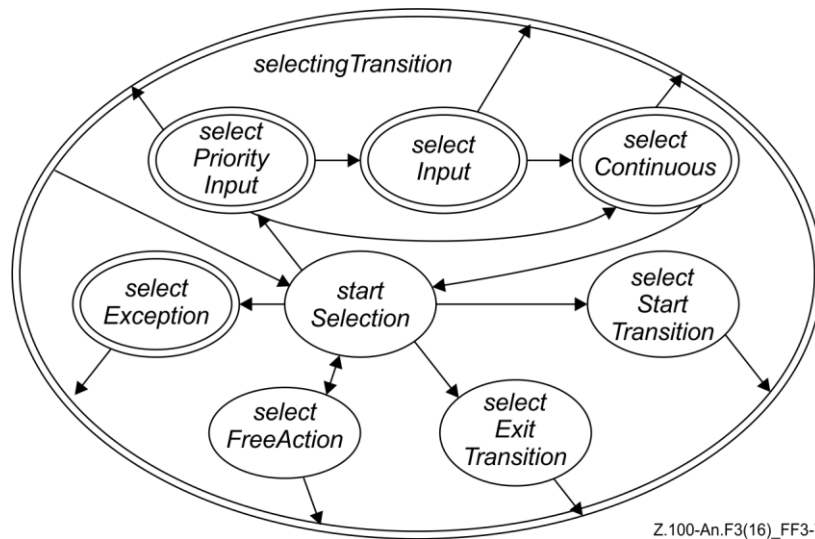 selectingTransition
select
Priority
Input
select
Input
select
Continuous
select
Exception
start
Selection
select
Start
Transition
select
FreeAction
select
Exit
Transition
Z.100-An.F3(16)_FF3-